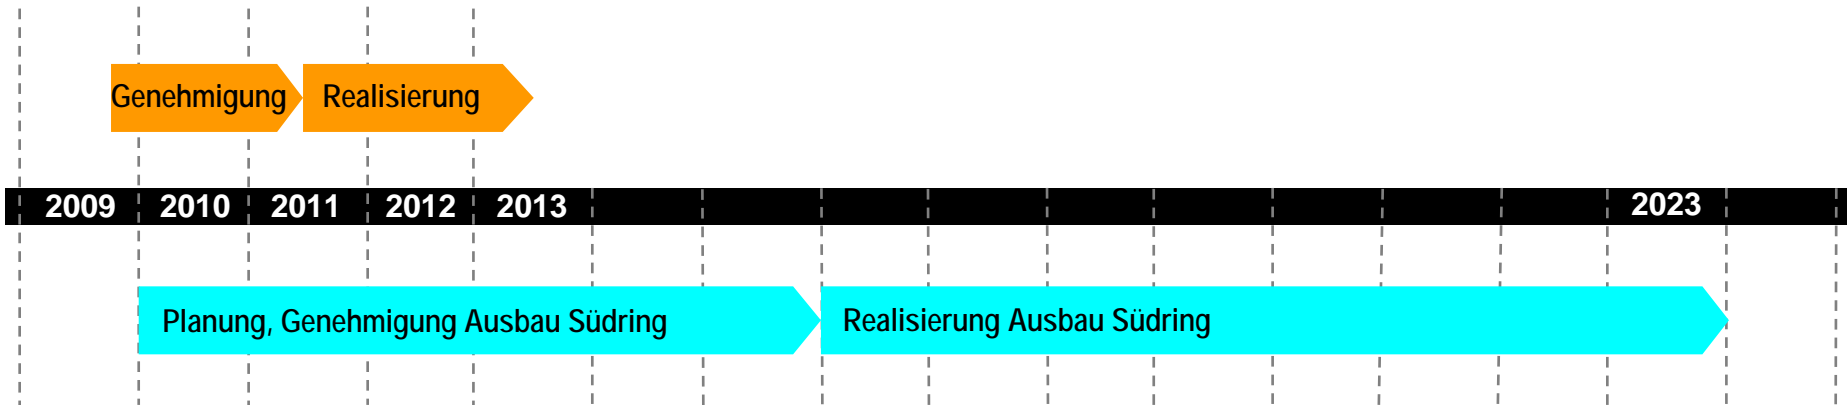 Genehmigung Realisierung
2009 2010 2011 2012 2013 2023
Planung, Genehmigung Ausbau Südring Realisierung Ausbau Südring